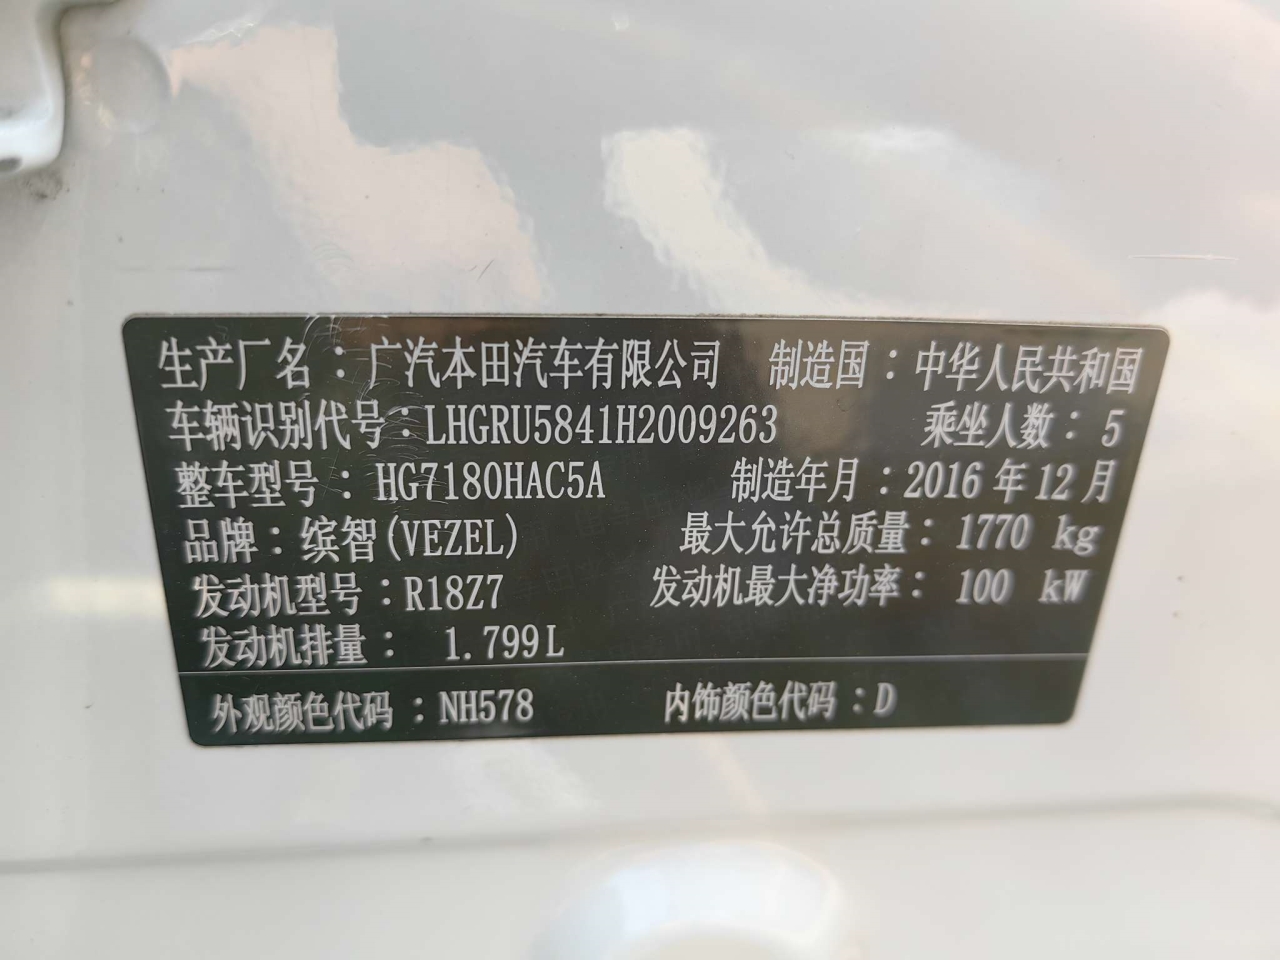 生产厂名：广汽本田汽车有限公司 制造国：中华人民共和国
车辆识别代号：LHGRU5841H2009263 乘坐人数：5
整车型号：HG7180HAC5A 制造年月：2016年12月
品牌：缤智(VEZEL) 最大允许总质量：1770 kg
发动机型号：R18Z7 发动机最大净功率：100 kW
发动机排量：1.799L
外观颜色代码：NH578 内饰颜色代码：D